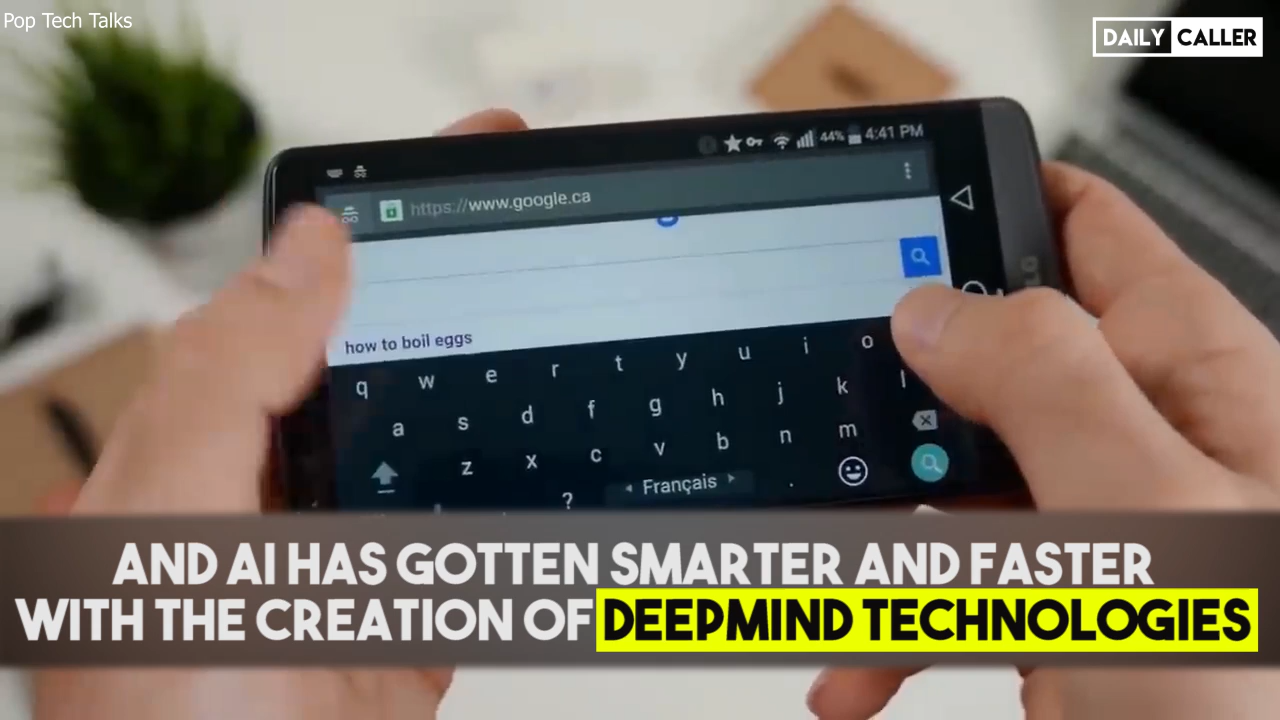 Pop Tech Talks
DAILY CALLER
44% 4:41 PM
https://www.google.ca
how to boil eggs
q w e r t y u i o
a s d f g h j k l
z x c v b n m
? Français .
LG
AND AI HAS GOTTEN SMARTER AND FASTER
WITH THE CREATION OF DEEPMIND TECHNOLOGIES